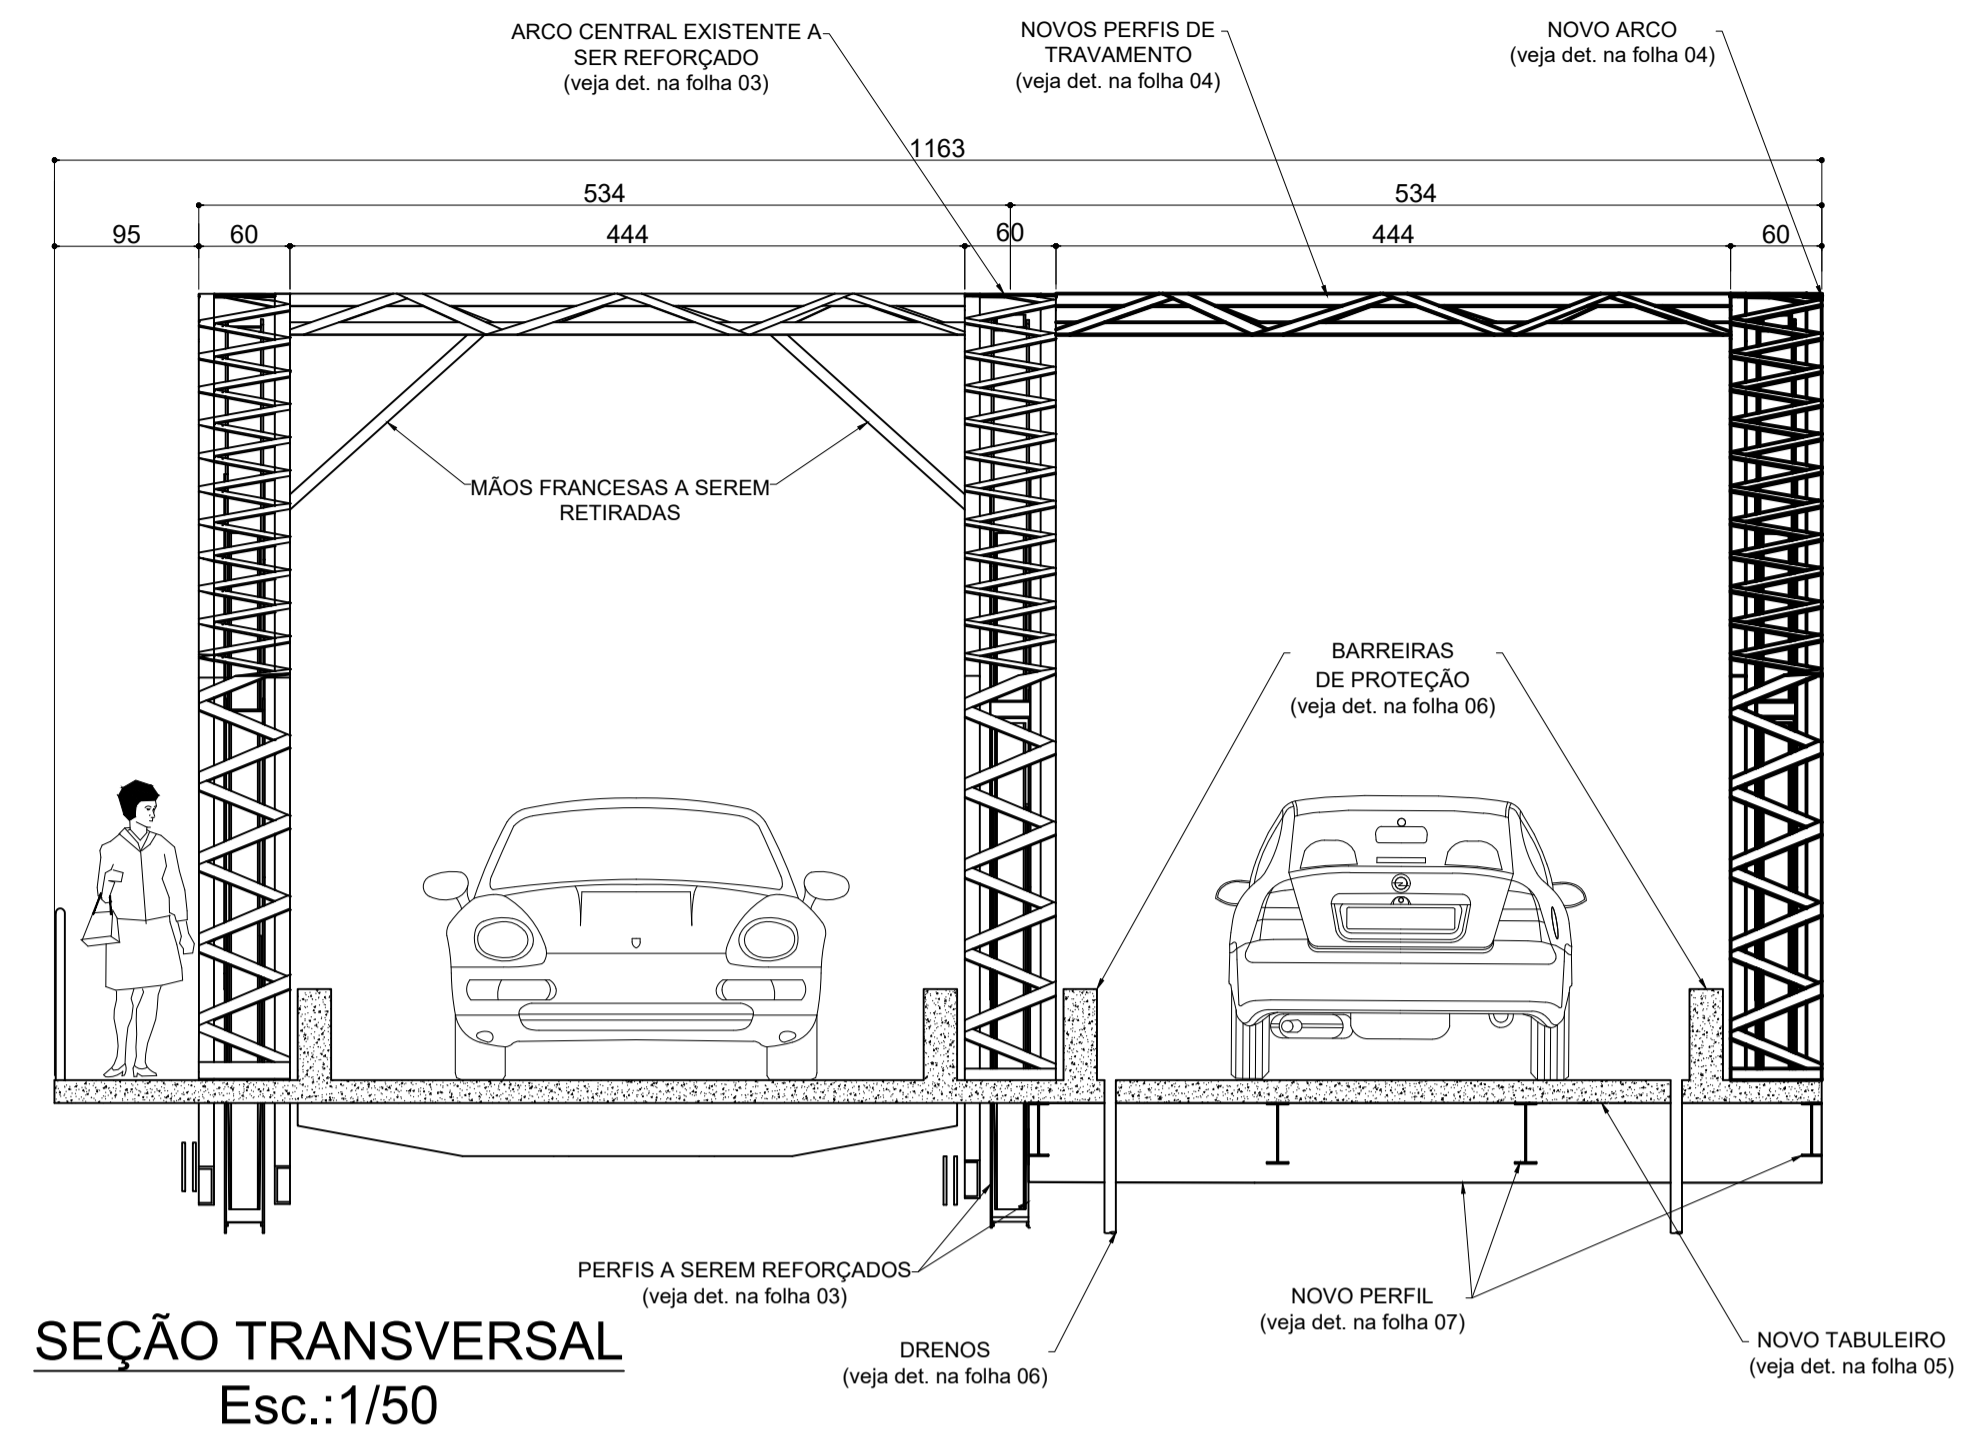 ARCO CENTRAL EXISTENTE A
SER REFORÇADO
(veja det. na folha 03)
NOVOS PERFIS DE
TRAVAMENTO
(veja det. na folha 04)
NOVO ARCO
(veja det. na folha 04)
1163
534
534
95
60
444
60
444
60
MÃOS FRANCESAS A SEREM
RETIRADAS
BARREIRAS
DE PROTEÇÃO
(veja det. na folha 06)
PERFIS A SEREM REFORÇADOS
(veja det. na folha 03)
NOVO PERFIL
(veja det. na folha 07)
DRENOS
(veja det. na folha 06)
NOVO TABULEIRO
(veja det. na folha 05)
SEÇÃO TRANSVERSAL
Esc.:1/50